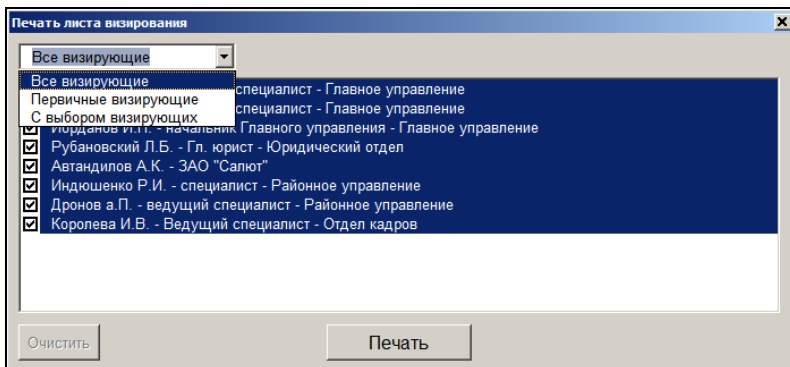 Печать листа визирования
Все визирующие
Все визирующие
Первичные визирующие
С выбором визирующих
специалист - Главное управление
специалист - Главное управление
Иорданов И.П. - начальник Главного управления - Главное управление
Рубановский Л.Б. - Гл. юрист - Юридический отдел
Автандилов А.К. - ЗАО "Салют"
Индюшенко Р.И. - специалист - Районное управление
Дронов а.П. - ведущий специалист - Районное управление
Королева И.В. - Ведущий специалист - Отдел кадров
Очистить
Печать